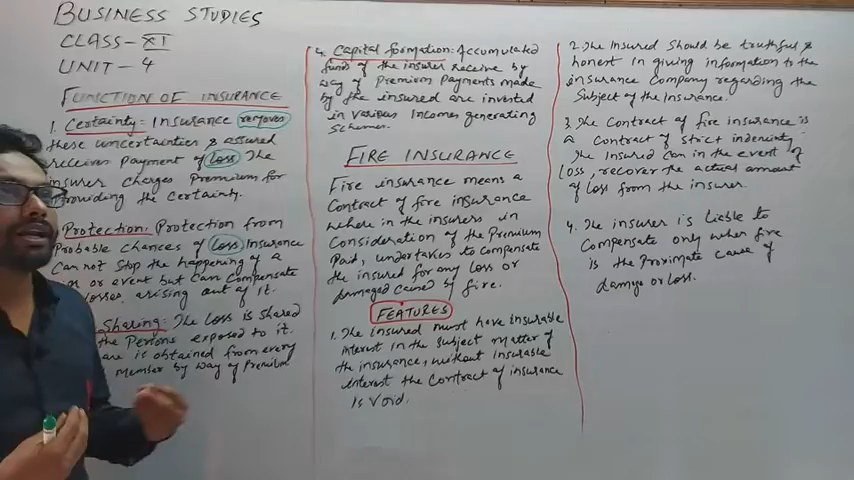 BUSINESS STUDIES
CLASS-XI
UNIT-4
FUNCTION OF INSURANCE
1. Certainty: Insurance removes
these uncertainties & assured
receives Payment of loss The
insurer charges Premium for
Providing the Certainty.
Protection. Protection from
Probable chances of loss Insurance
Can not Stop the happening of a
or event but Can Compensate
losses arising out of it.
Sharing: The Loss is shared
the Persons exposed to it.
are is obtained from every
member by way of Premium
4. Capital formation: Accumulated
funds of the insurer receive by
way of Premium Payments made
by the insured are invested
in various Incomes generating
Schemes.
FIRE INSURANCE
Fire insurance means a
Contract of fire insurance
where in the insurers in
Consideration of the Premium
Paid, undertakes to compensate
the insured for any Loss or
damaged by fire.
FEATURES
1. The insured must have insurable
interest in the subject matter of
the insurance, without insurable
interest the Contract of insurance
is void.
2. The Insured should be truthful &
honest in giving information to the
insurance Company regarding the
Subject of the Insurance.
3. The Contract of fire insurance is
a Contract of strict
The Insured can in the event of
loss, recover the actual amount
of loss from the insurer.
4. The insurer is liable to
Compensate only when fire
is the Proximate cause of
damage or loss.